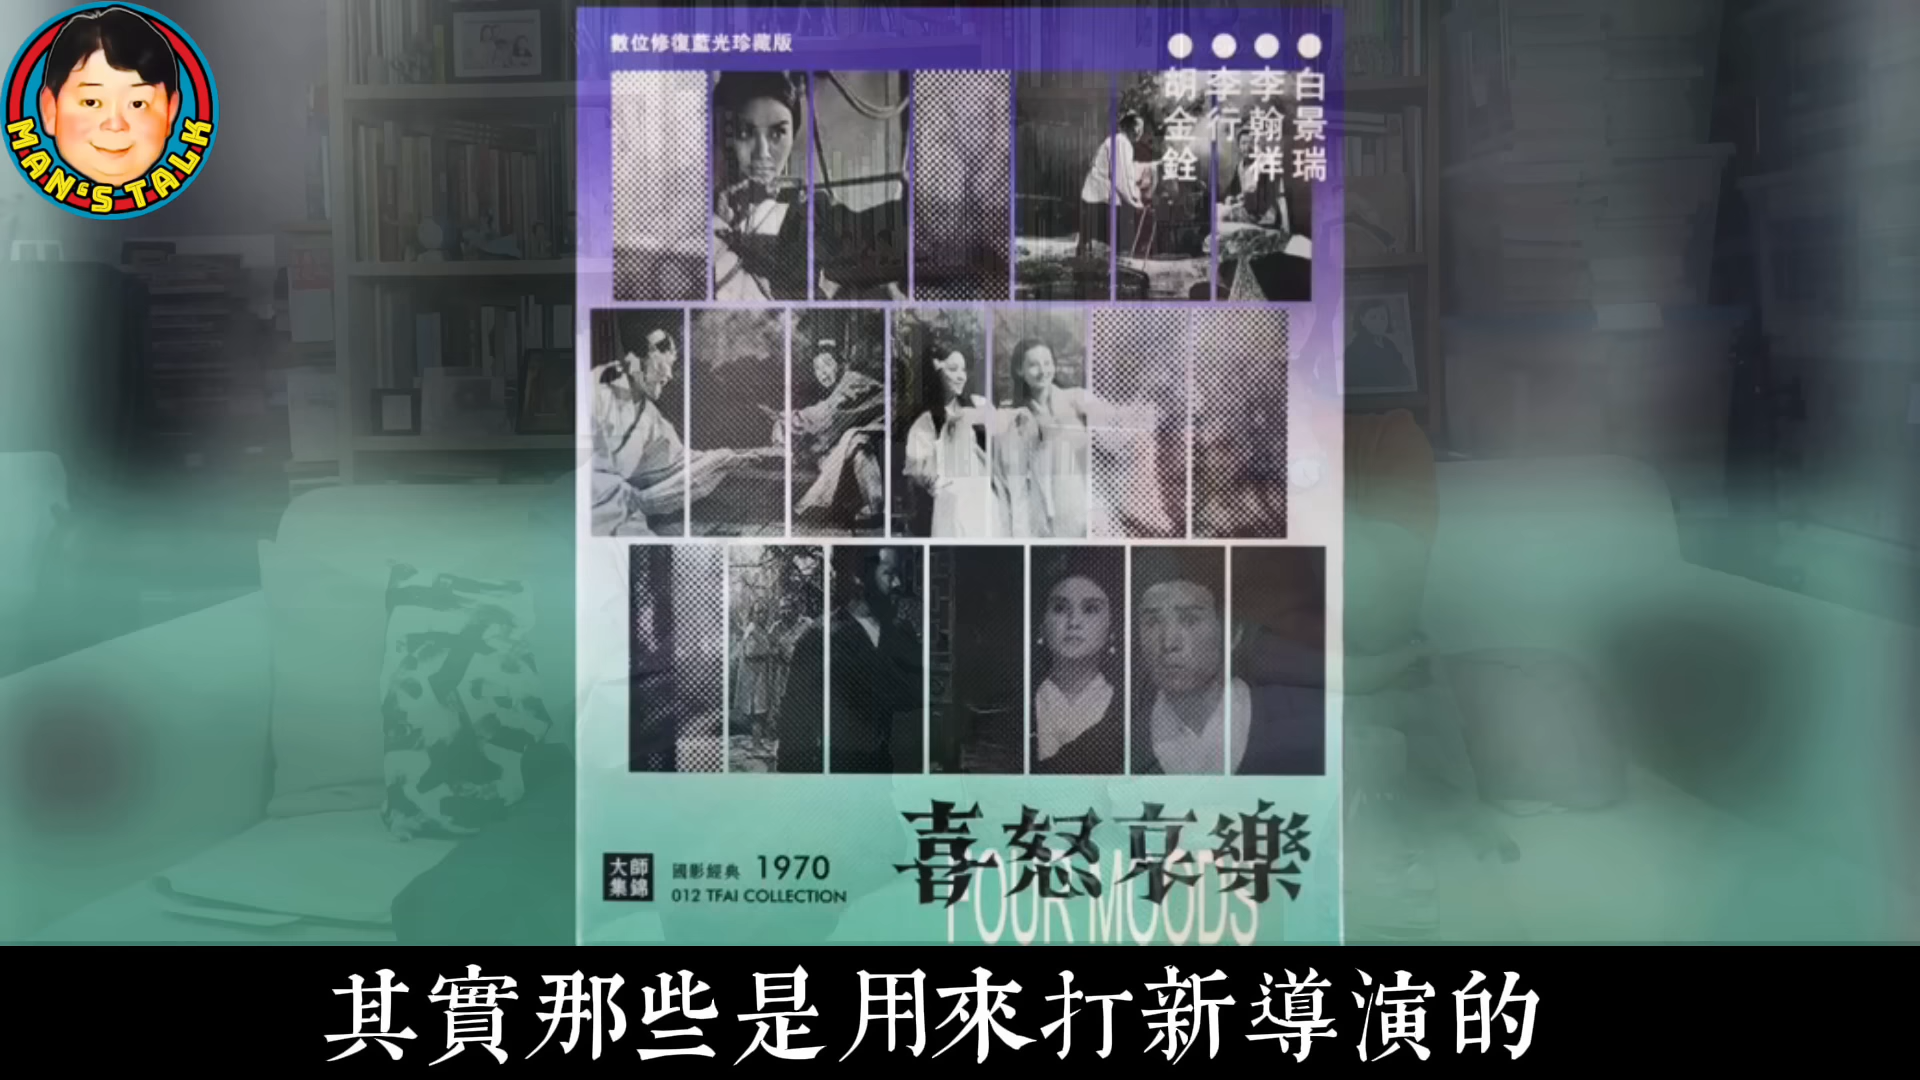 MAN'S TALK
數位修復藍光珍藏版
白景瑞
李翰祥
李行
胡金銓
喜怒哀樂
FOUR MOODS
大師
集錦
國影經典 1970
012 TFAI COLLECTION
其實那些是用來打新導演的